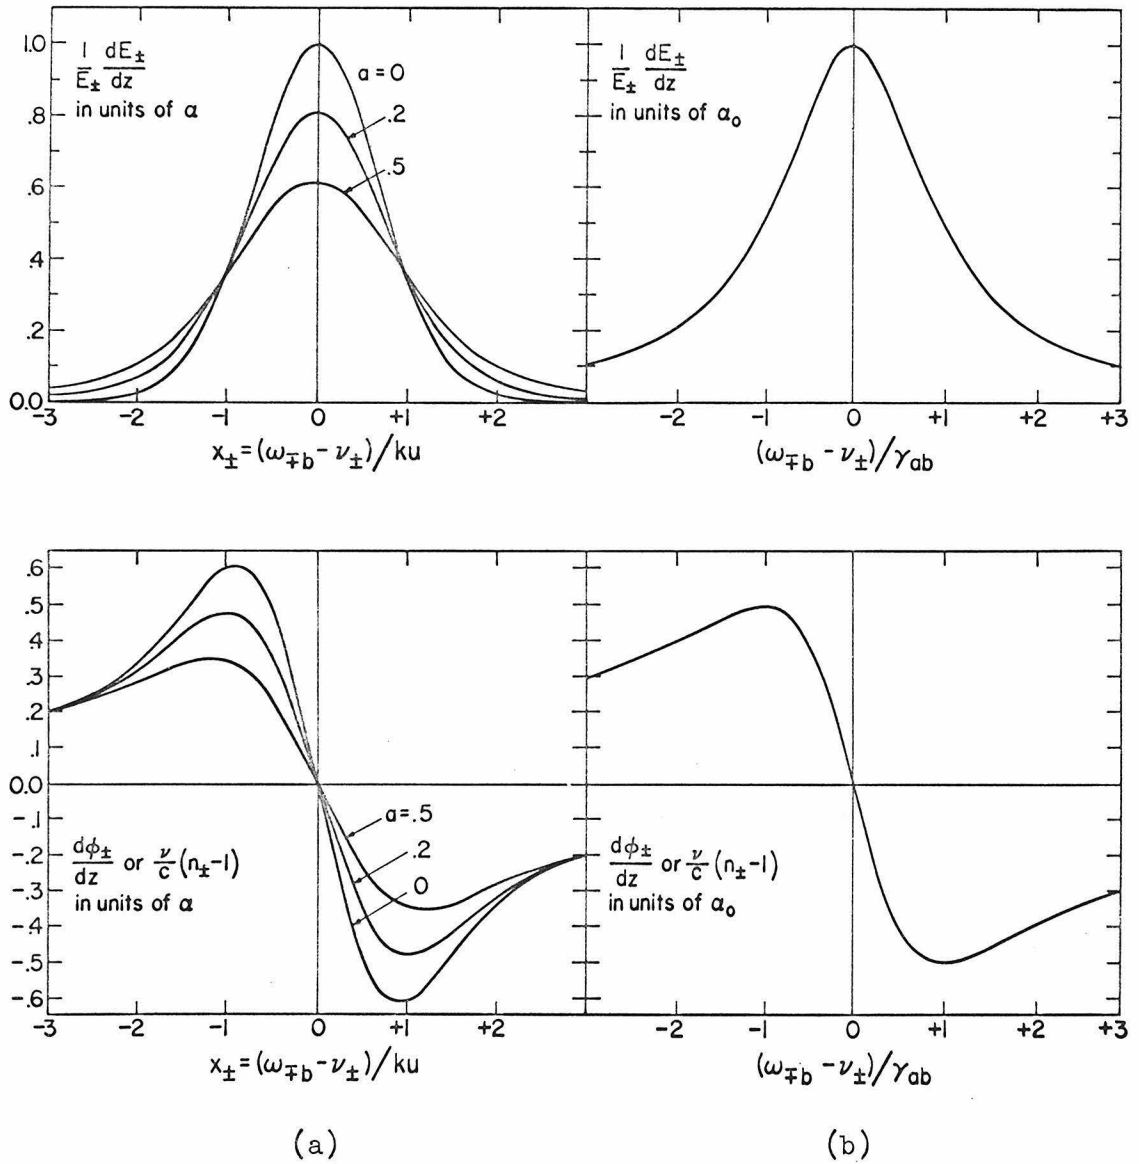 1.0
.8
.6
.4
.2
0.0
1/E± dE±/dz
in units of α
a=0
.2
.5
-3 -2 -1 0 +1 +2
x± = (ω∓b - ν±)/ku
1/E± dE±/dz
in units of α₀
-2 -1 0 +1 +2 +3
(ω∓b - ν±)/γab
.6
.5
.4
.3
.2
.1
0.0
-.1
-.2
-.3
-.4
-.5
-.6
dϕ±/dz or ν/c (n±-1)
in units of α
a=.5
.2
0
-3 -2 -1 0 +1 +2
x± = (ω∓b - ν±)/ku
dϕ±/dz or ν/c (n±-1)
in units of α₀
-2 -1 0 +1 +2 +3
(ω∓b - ν±)/γab
(a) (b)